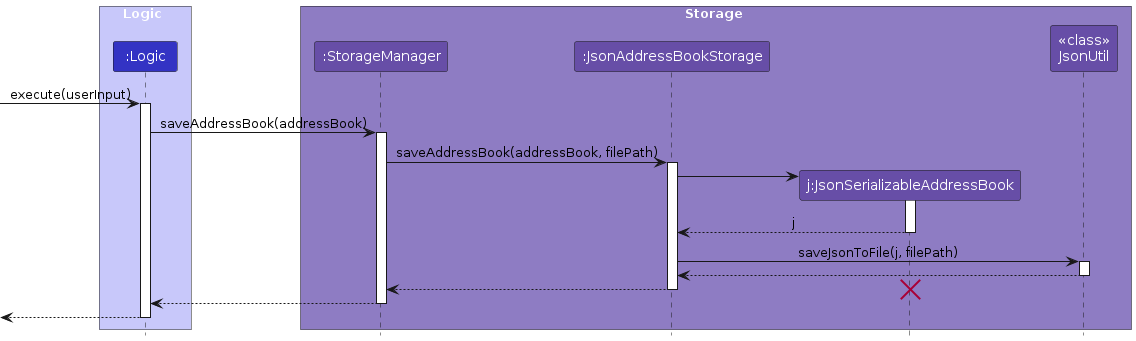 Logic
Storage
:Logic
:StorageManager
:JsonAddressBookStorage
«class»
JsonUtil
execute(userInput)
saveAddressBook(addressBook)
saveAddressBook(addressBook, filePath)
j:JsonSerializableAddressBook
j
saveJsonToFile(j, filePath)